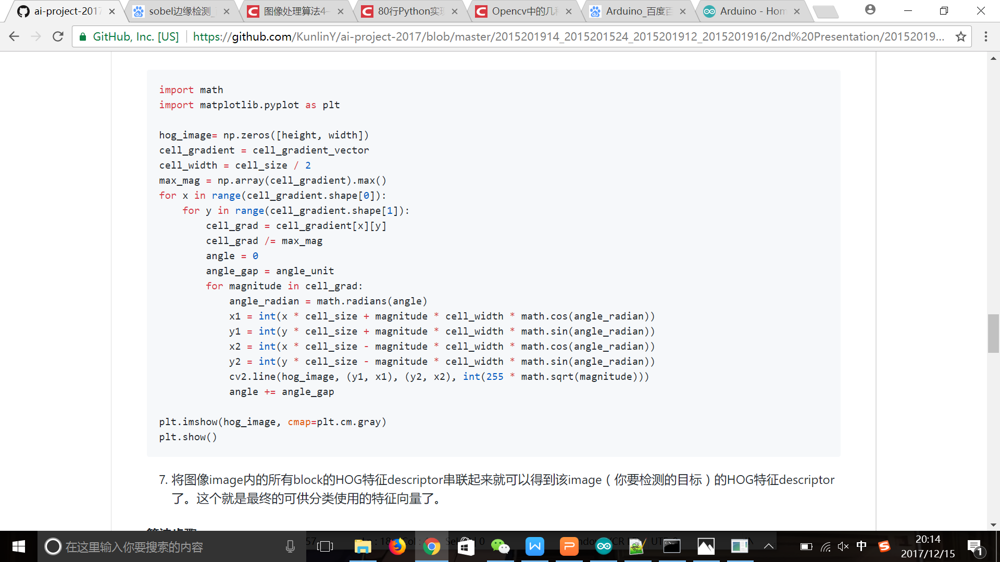 ai-project-2017
sobel边缘检测_
图像处理算法4–
80行Python实现
Opencv中的几种
Arduino_百度百
Arduino - Hom
GitHub, Inc. [US]
https://github.com/KunlinY/ai-project-2017/blob/master/2015201914_2015201524_2015201912_2015201916/2nd%20Presentation/20152019...
import math
import matplotlib.pyplot as plt
hog_image= np.zeros([height, width])
cell_gradient = cell_gradient_vector
cell_width = cell_size / 2
max_mag = np.array(cell_gradient).max()
for x in range(cell_gradient.shape[0]):
    for y in range(cell_gradient.shape[1]):
        cell_grad = cell_gradient[x][y]
        cell_grad /= max_mag
        angle = 0
        angle_gap = angle_unit
        for magnitude in cell_grad:
            angle_radian = math.radians(angle)
            x1 = int(x * cell_size + magnitude * cell_width * math.cos(angle_radian))
            y1 = int(y * cell_size + magnitude * cell_width * math.sin(angle_radian))
            x2 = int(x * cell_size - magnitude * cell_width * math.cos(angle_radian))
            y2 = int(y * cell_size - magnitude * cell_width * math.sin(angle_radian))
            cv2.line(hog_image, (y1, x1), (y2, x2), int(255 * math.sqrt(magnitude)))
            angle += angle_gap
plt.imshow(hog_image, cmap=plt.cm.gray)
plt.show()
7. 将图像image内的所有block的HOG特征descriptor串联起来就可以得到该image（你要检测的目标）的HOG特征descriptor
了。这个就是最终的可供分类使用的特征向量了。
在这里输入你要搜索的内容
中
20:14
2017/12/15
1